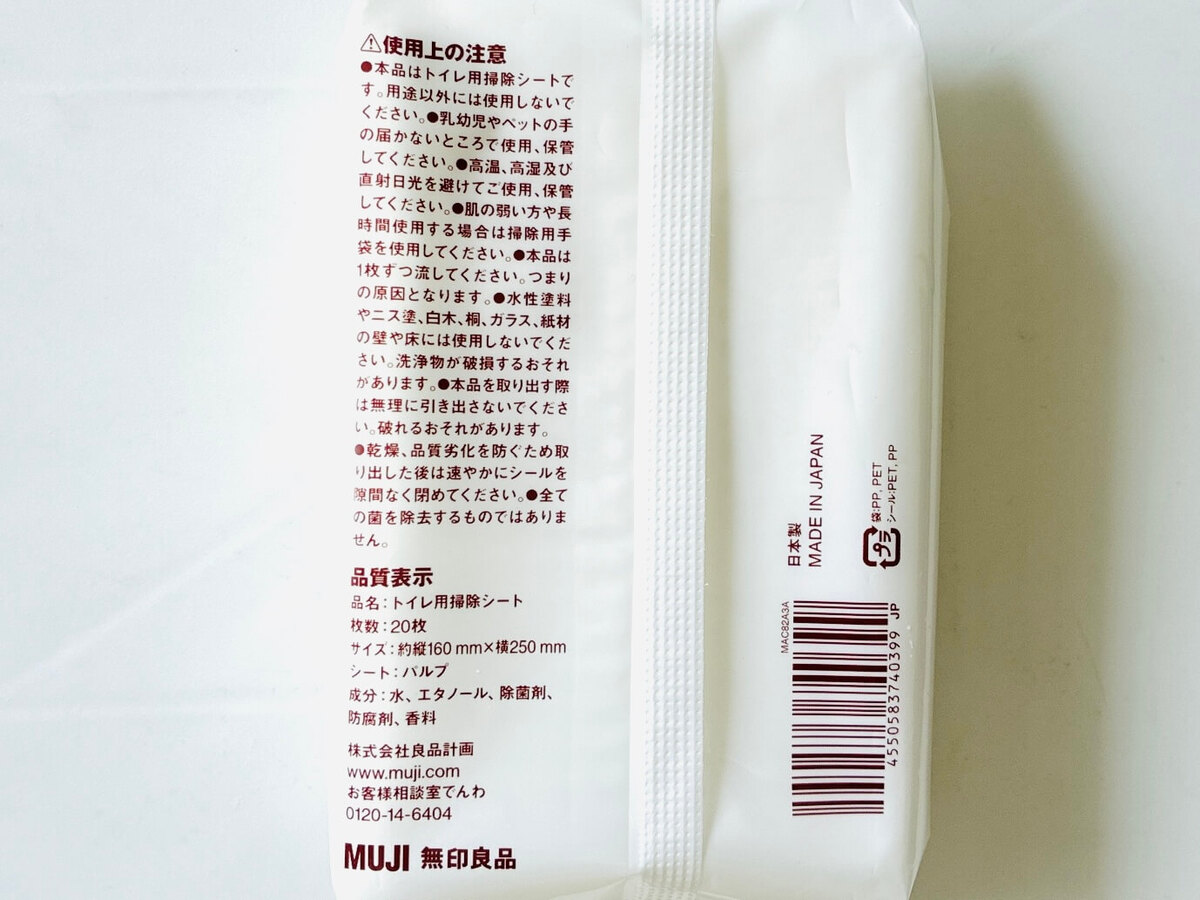 ⚠使用上の注意
●本品はトイレ用掃除シートで
す。用途以外には使用しないで
ください。●乳幼児やペットの手
の届かないところで使用、保管
してください。●高温、高湿及び
直射日光を避けてご使用、保管
してください。●肌の弱い方や長
時間使用する場合は掃除用手
袋を使用してください。●本品は
1枚ずつ流してください。つまり
の原因となります。●水性塗料
やニス塗、白木、桐、ガラス、紙材
の壁や床には使用しないでくだ
さい。洗浄物が破損するおそれ
があります。●本品を取り出す際
は無理に引き出さないでくださ
い。破れるおそれがあります。
●乾燥、品質劣化を防ぐため取
り出した後は速やかにシールを
隙間なく閉めてください。●全て
の菌を除去するものではありま
せん。
品質表示
品名：トイレ用掃除シート
枚数：20枚
サイズ：約縦160mm×横250mm
シート：パルプ
成分：水、エタノール、除菌剤、
防腐剤、香料
株式会社良品計画
www.muji.com
お客様相談室でんわ
0120-14-6404
MUJI 無印良品
日本製
MADE IN JAPAN
プラ
袋:PP, PET
シール:PET, PP
MAC82A3A
4550583740399 JP